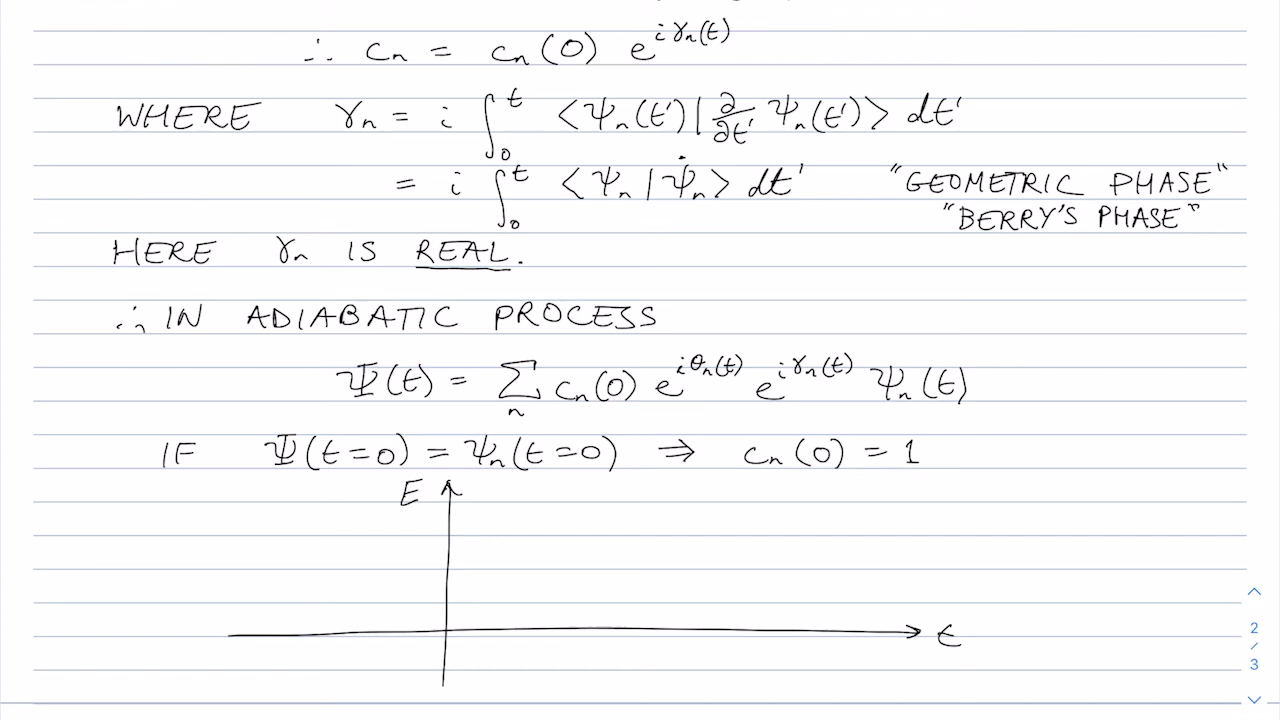 ∴ cₙ = cₙ(0) e^{iγₙ(t)}
WHERE γₙ = i ∫₀ᵗ <ψₙ(t')|∂/∂t' ψₙ(t')> dt'
= i ∫₀ᵗ <ψₙ|ψ̇ₙ> dt' "GEOMETRIC PHASE"
"BERRY'S PHASE"
HERE γₙ IS REAL.
∴ IN ADIABATIC PROCESS
Ψ(t) = Σₙ cₙ(0) e^{iθₙ(t)} e^{iγₙ(t)} ψₙ(t)
IF Ψ(t=0) = ψₙ(t=0) ⇒ cₙ(0) = 1
E
t
2
/
3